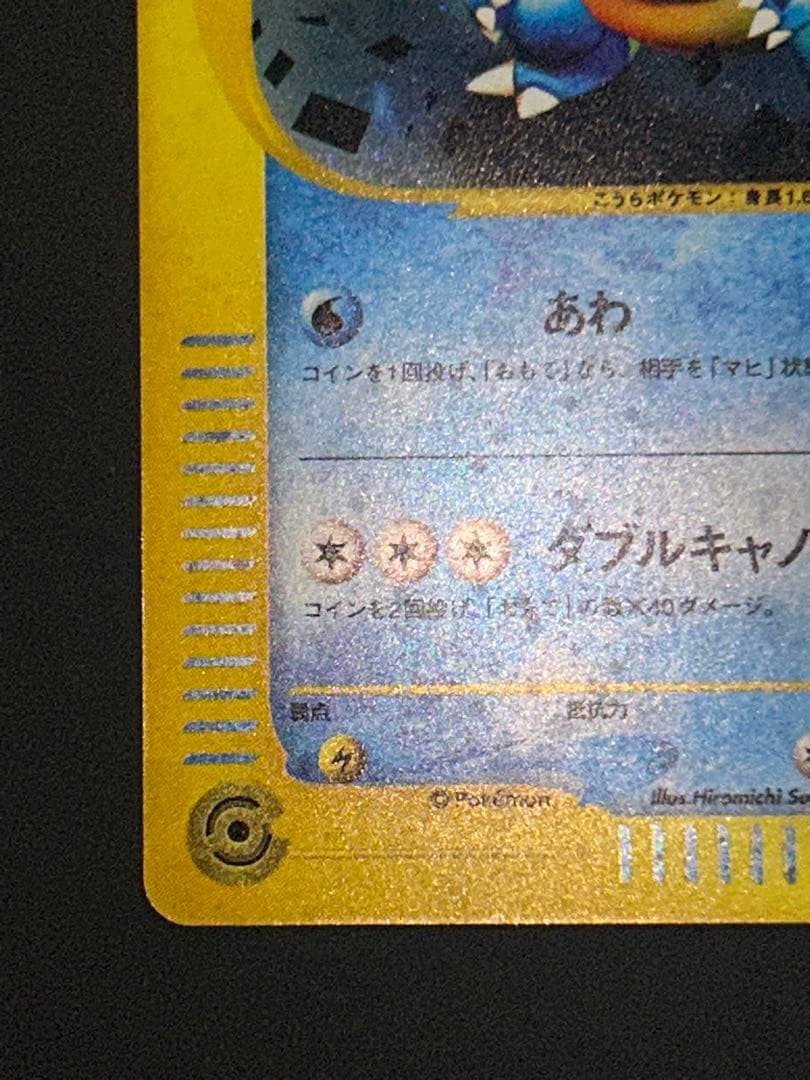 こうらポケモン：身長1.6
あわ
コインを1回投げ、「おもて」なら、相手を「マヒ」状態
ダブルキャノ
コインを2回投げ、「おもて」の数×40ダメージ。
弱点 抵抗力
©Pokémon Illus.Hiromichi Su